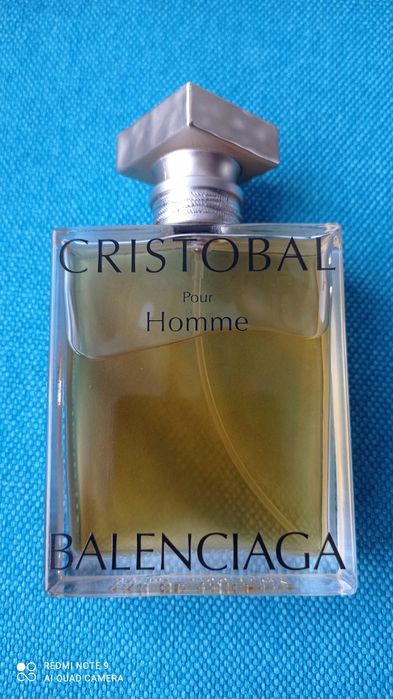 CRISTOBAL
Pour
Homme
BALENCIAGA
REDMI NOTE 9
AI QUAD CAMERA